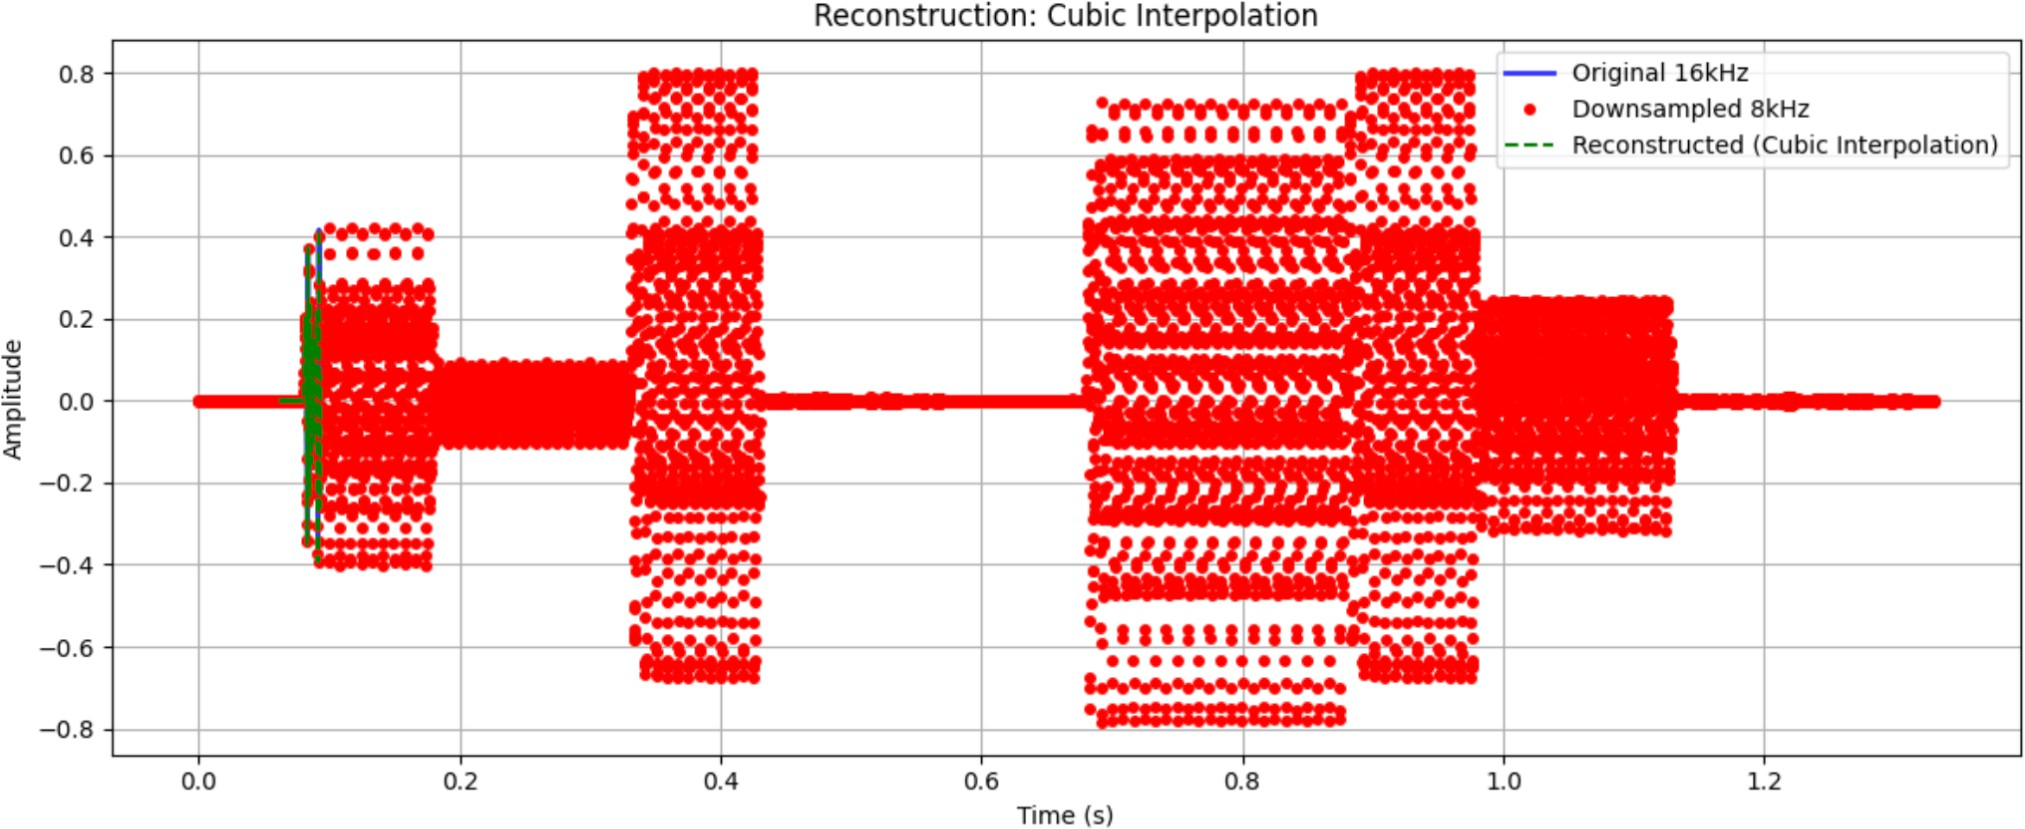 Reconstruction: Cubic Interpolation
Original 16kHz
Downsampled 8kHz
Reconstructed (Cubic Interpolation)
Amplitude
0.8
0.6
0.4
0.2
0.0
−0.2
−0.4
−0.6
−0.8
0.0 0.2 0.4 0.6 0.8 1.0 1.2
Time (s)